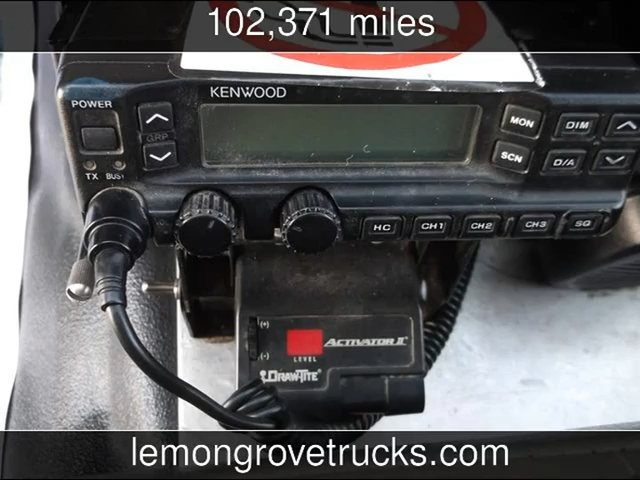 102,371 miles
KENWOOD
POWER
GRP
MON
DIM
SCN
D/A
TX BUSY
HC
CH1
CH2
CH3
SQ
(+)
ACTIVATOR II
LEVEL
(-)
DRAW-TITE
lemongrovetrucks.com